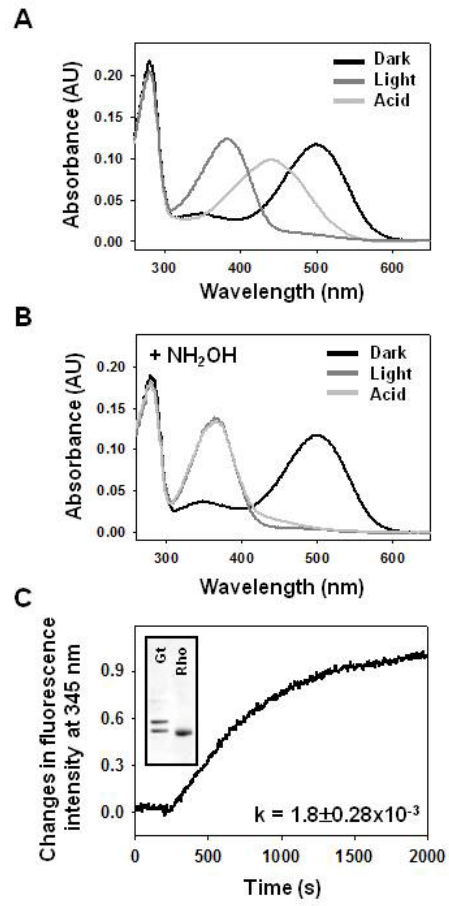 A
Absorbance (AU)
0.20
0.15
0.10
0.05
0.00
Dark
Light
Acid
300 400 500 600
Wavelength (nm)
B
Absorbance (AU)
0.20
0.15
0.10
0.05
0.00
+ NH₂OH
Dark
Light
Acid
300 400 500 600
Wavelength (nm)
C
Changes in fluorescence
intensity at 345 nm
0.9
0.6
0.3
0.0
Gt
Rho
k = 1.8±0.28x10⁻³
0 500 1000 1500 2000
Time (s)